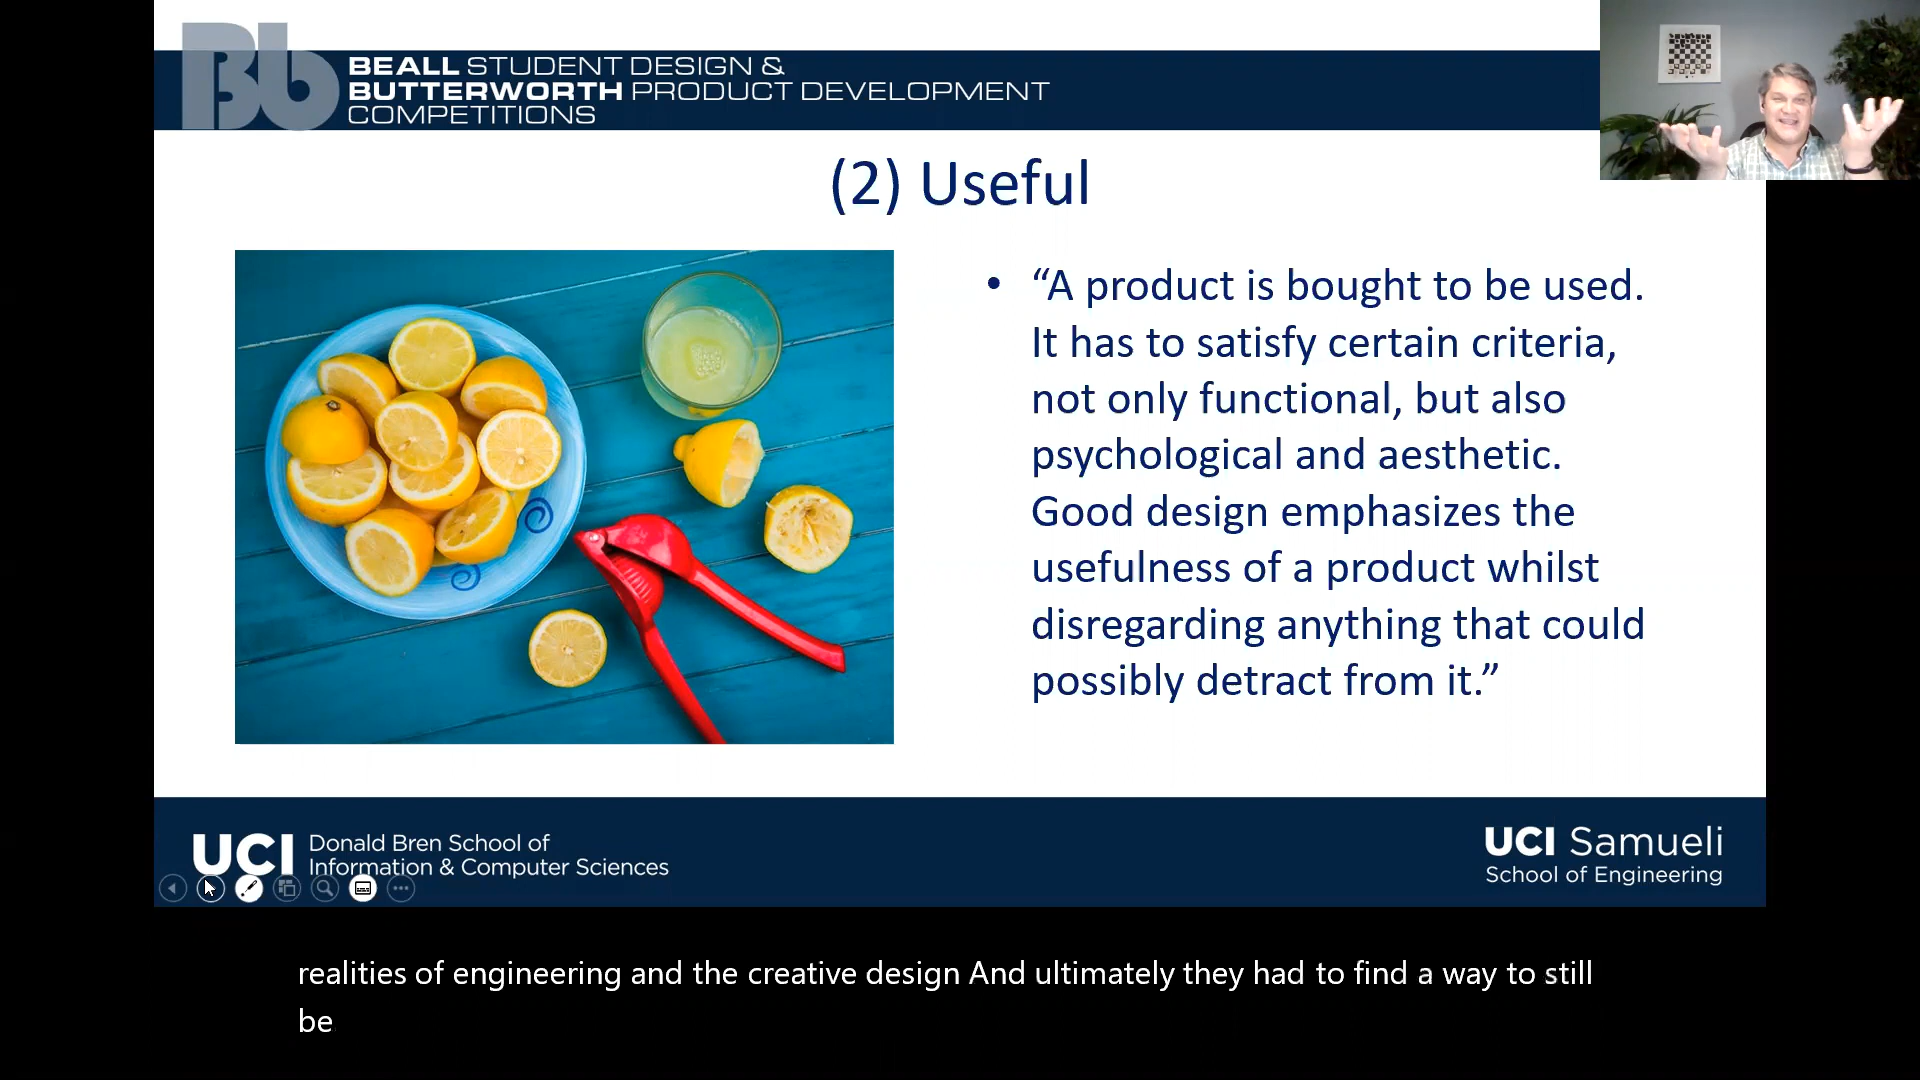 Bb
BEALL STUDENT DESIGN &
BUTTERWORTH PRODUCT DEVELOPMENT
COMPETITIONS
(2) Useful
• “A product is bought to be used.
It has to satisfy certain criteria,
not only functional, but also
psychological and aesthetic.
Good design emphasizes the
usefulness of a product whilst
disregarding anything that could
possibly detract from it.”
UCI Donald Bren School of
Information & Computer Sciences
UCI Samueli
School of Engineering
realities of engineering and the creative design And ultimately they had to find a way to still
be